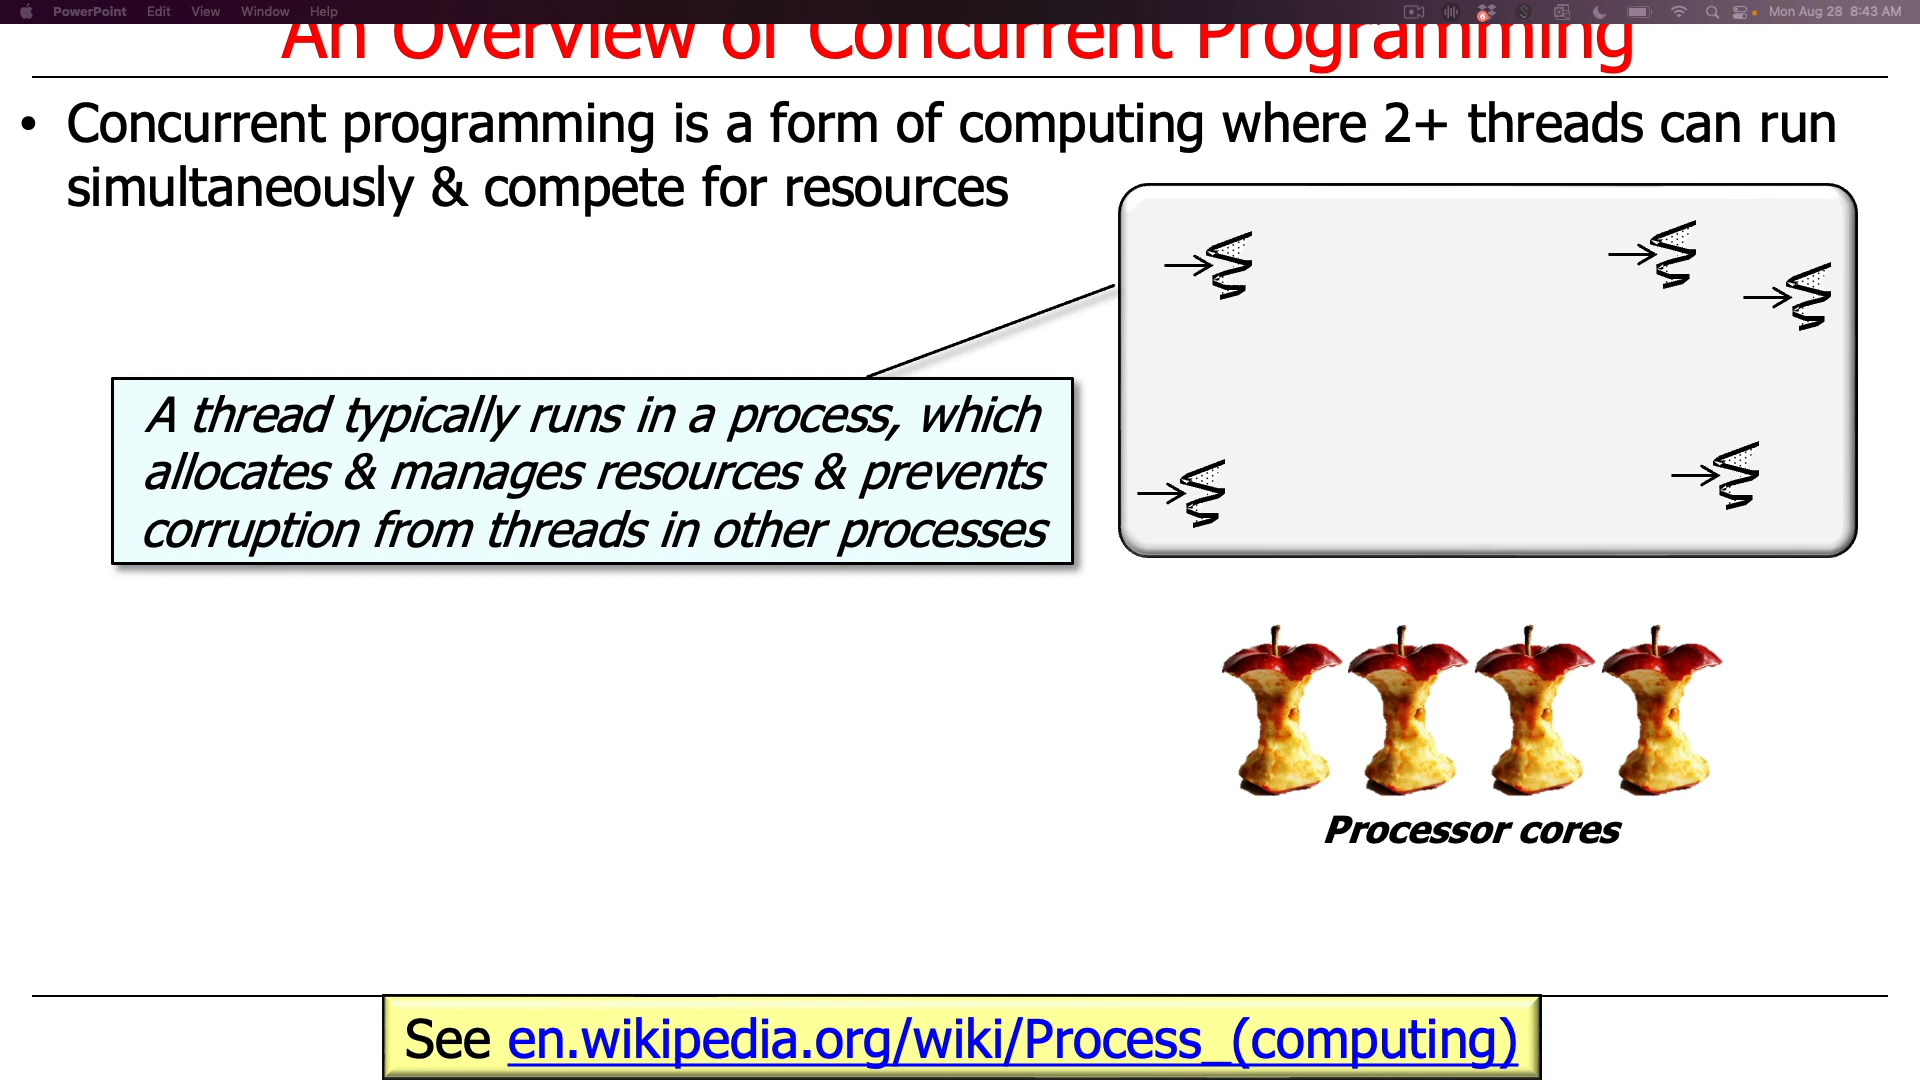 PowerPoint Edit View Window Help Mon Aug 28 8:43 AM
An Overview of Concurrent Programming
• Concurrent programming is a form of computing where 2+ threads can run
simultaneously & compete for resources
A thread typically runs in a process, which
allocates & manages resources & prevents
corruption from threads in other processes
Processor cores
See en.wikipedia.org/wiki/Process_(computing)